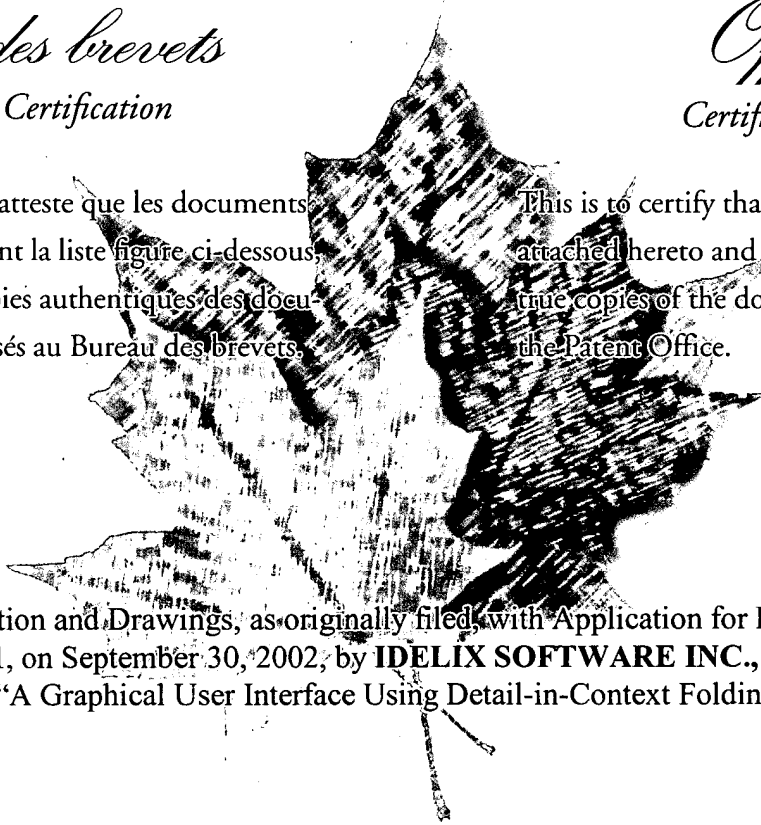 des brevets
Certification
atteste que les documents
nt la liste figure ci-dessous,
ies authentiques des docu-
sés au Bureau des brevets.
This is to certify tha
attached hereto and
true copies of the do
the Patent Office.
tion and Drawings, as originally filed, with Application for
, on September 30, 2002, by IDELIX SOFTWARE INC.,
"A Graphical User Interface Using Detail-in-Context Foldin